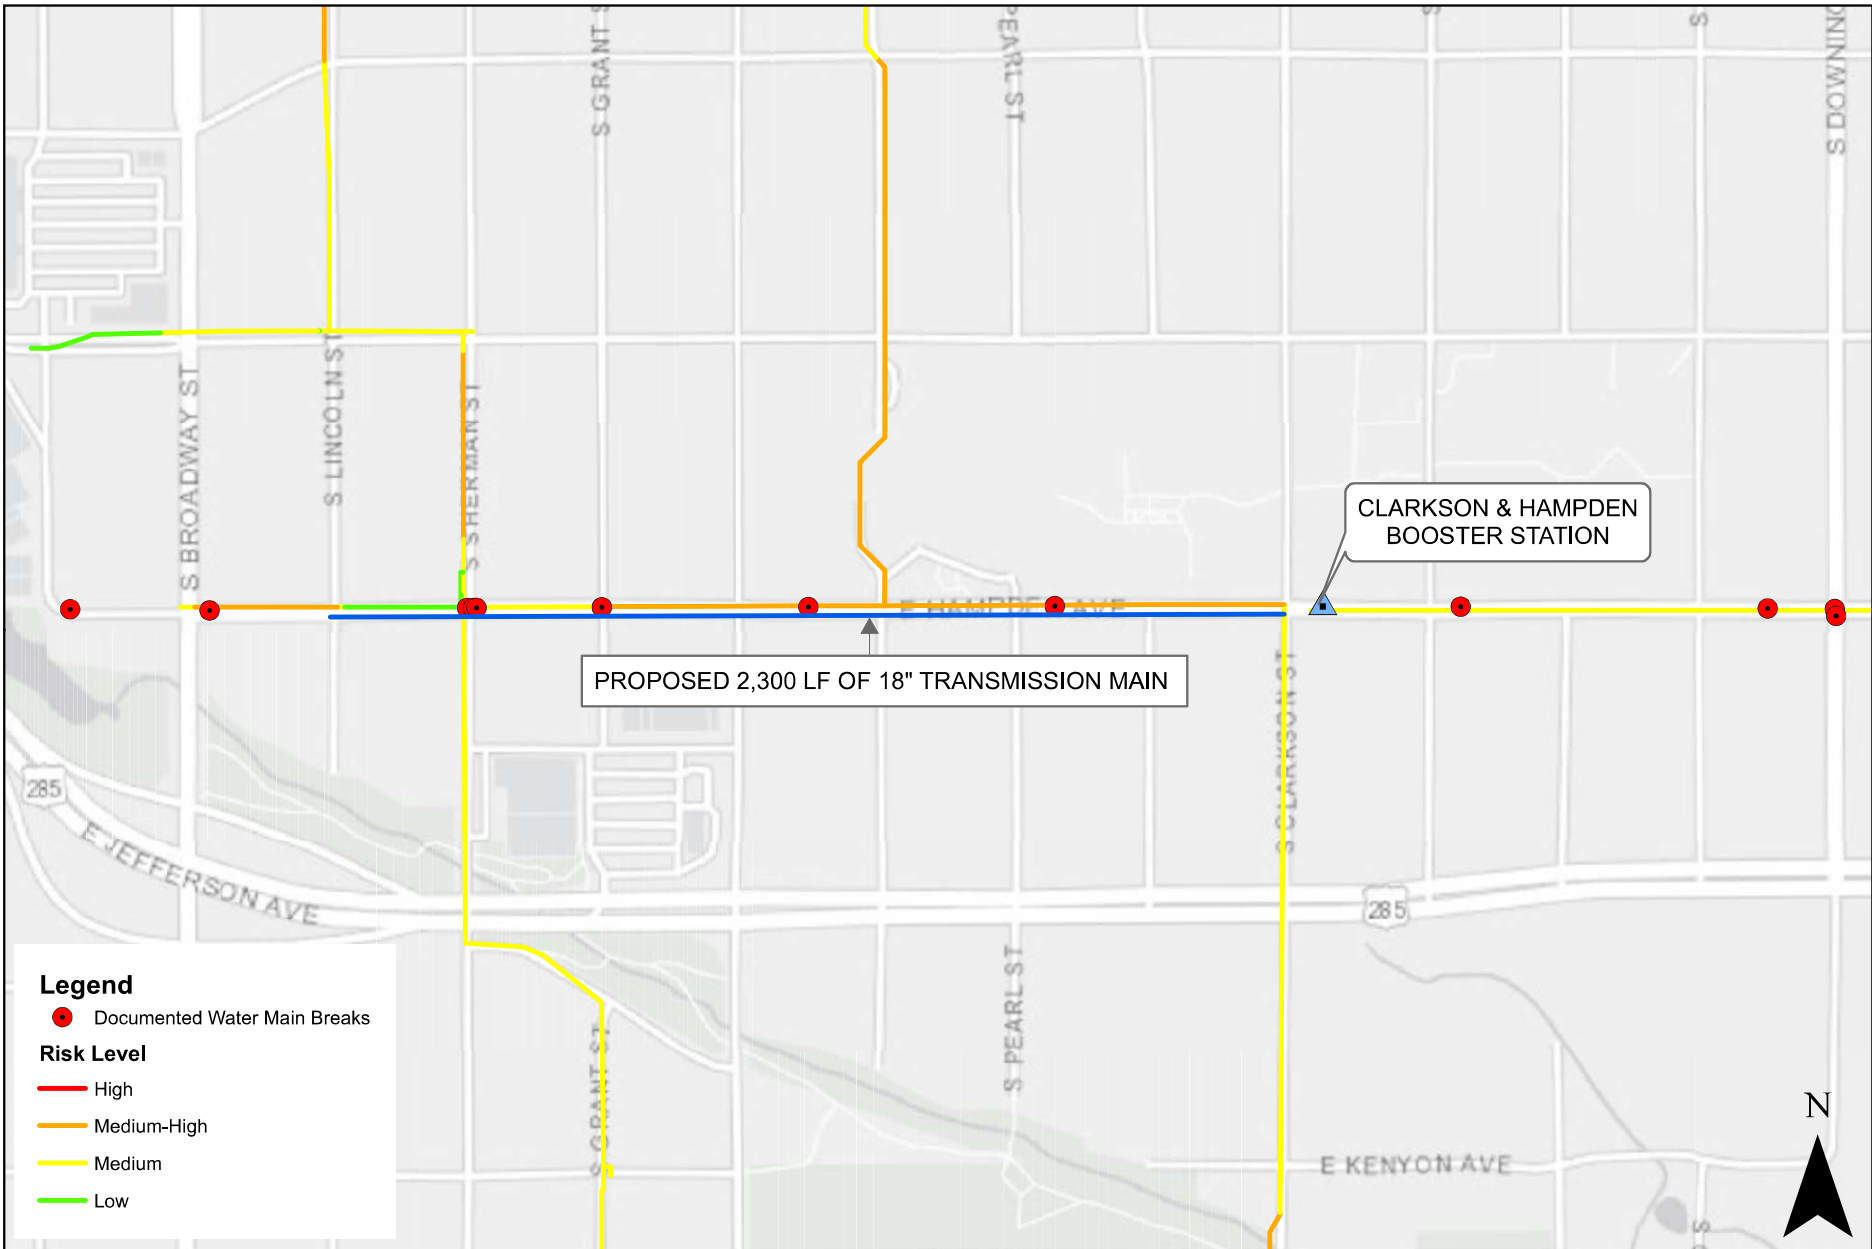 S GRANT S
PEARL ST
S
S
S DOWNING
S BROADWAY ST
S LINCOLN ST
S SHERMAN ST
CLARKSON & HAMPDEN
BOOSTER STATION
E HAMPDEN AVE
PROPOSED 2,300 LF OF 18" TRANSMISSION MAIN
S CLARKSON ST
285
E JEFFERSON AVE
285
S PEARL ST
S GRANT ST
E KENYON AVE
S
N
Legend
Documented Water Main Breaks
Risk Level
High
Medium-High
Medium
Low